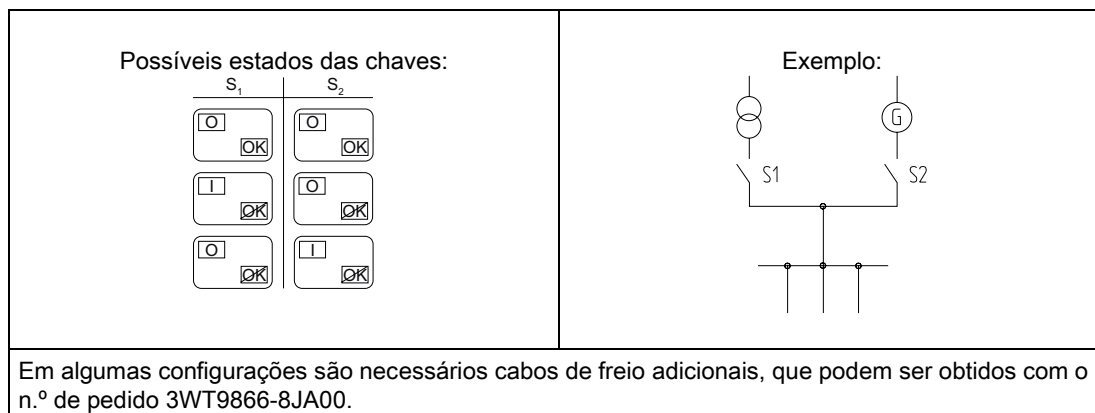 Possíveis estados das chaves:
S1 S2
O OK O OK
I OK O OK
O OK I OK
Exemplo:
G
S1 S2
Em algumas configurações são necessários cabos de freio adicionais, que podem ser obtidos com o
n.º de pedido 3WT9866-8JA00.